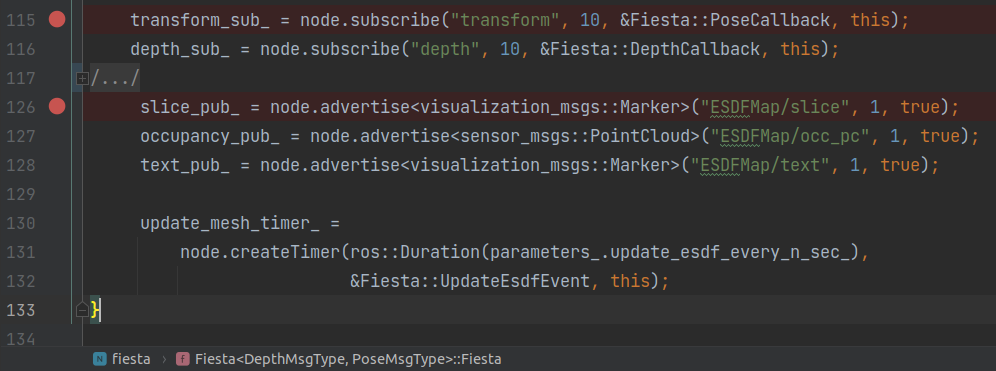 115 transform_sub_ = node.subscribe("transform", 10, &Fiesta::PoseCallback, this);
116 depth_sub_ = node.subscribe("depth", 10, &Fiesta::DepthCallback, this);
117 /.../
126 slice_pub_ = node.advertise<visualization_msgs::Marker>("ESDFMap/slice", 1, true);
127 occupancy_pub_ = node.advertise<sensor_msgs::PointCloud>("ESDFMap/occ_pc", 1, true);
128 text_pub_ = node.advertise<visualization_msgs::Marker>("ESDFMap/text", 1, true);
129
130 update_mesh_timer_ =
131 node.createTimer(ros::Duration(parameters_.update_esdf_every_n_sec_),
132 &Fiesta::UpdateEsdfEvent, this);
133 }
134
N fiesta › f Fiesta<DepthMsgType, PoseMsgType>::Fiesta